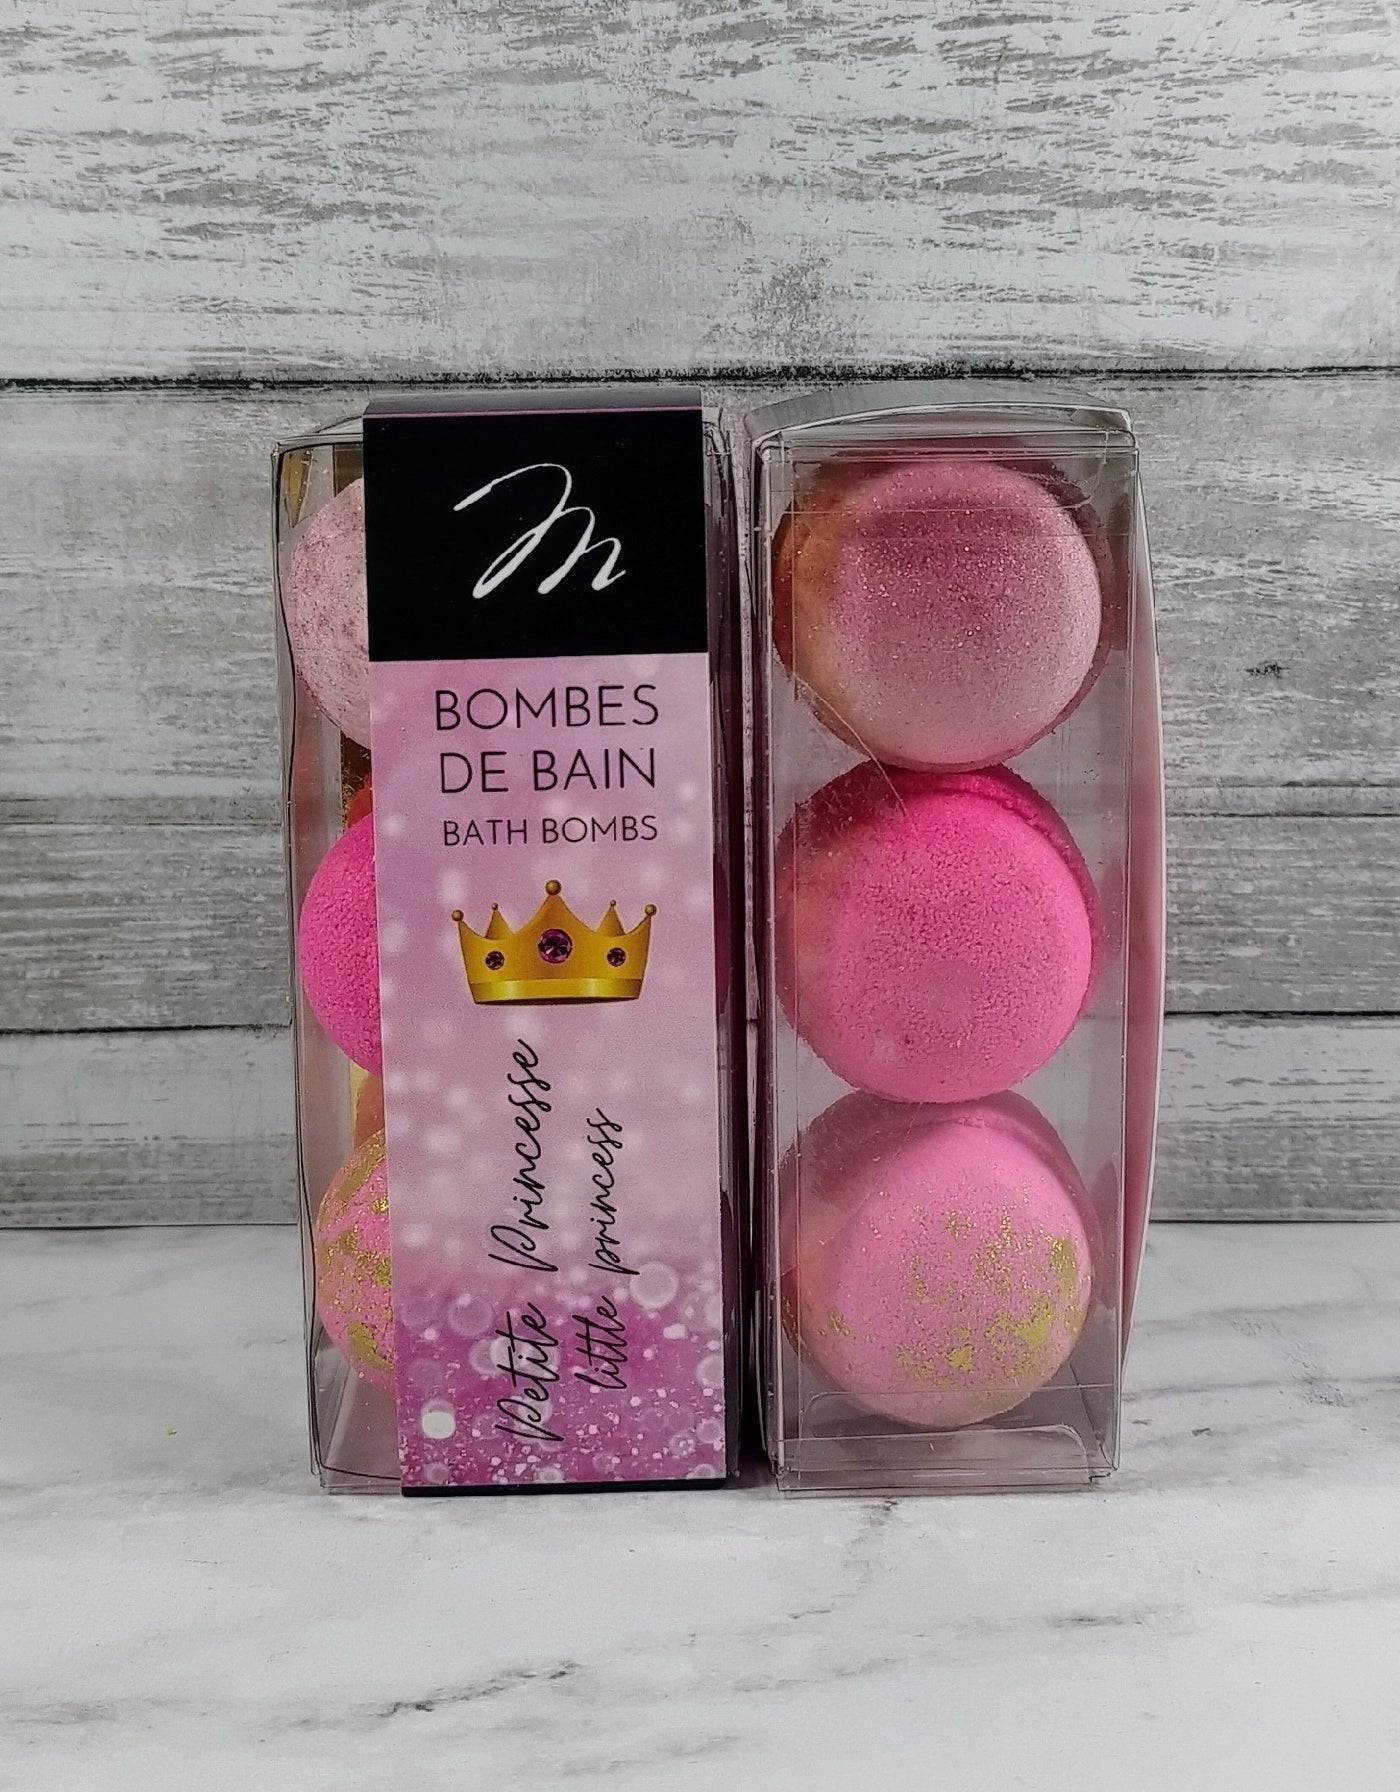 M
BOMBES
DE BAIN
BATH BOMBS
Petite Princesse
little princess